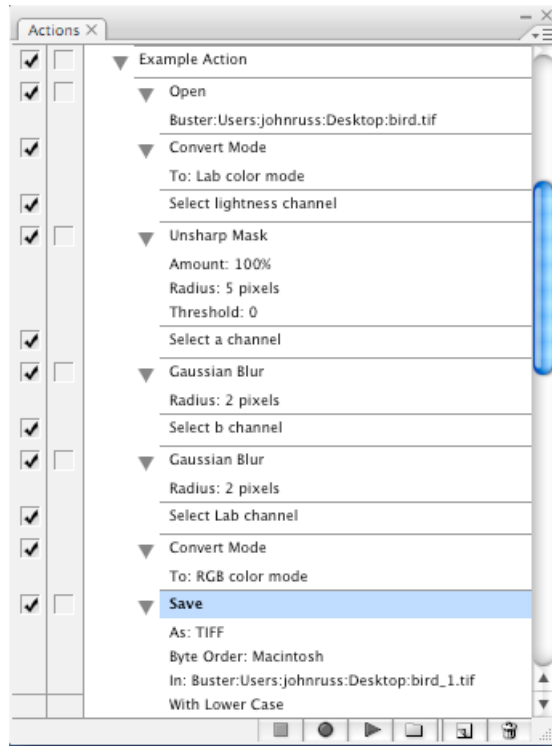 Actions
Example Action
Open
Buster:Users:johnruss:Desktop:bird.tif
Convert Mode
To: Lab color mode
Select lightness channel
Unsharp Mask
Amount: 100%
Radius: 5 pixels
Threshold: 0
Select a channel
Gaussian Blur
Radius: 2 pixels
Select b channel
Gaussian Blur
Radius: 2 pixels
Select Lab channel
Convert Mode
To: RGB color mode
Save
As: TIFF
Byte Order: Macintosh
In: Buster:Users:johnruss:Desktop:bird_1.tif
With Lower Case